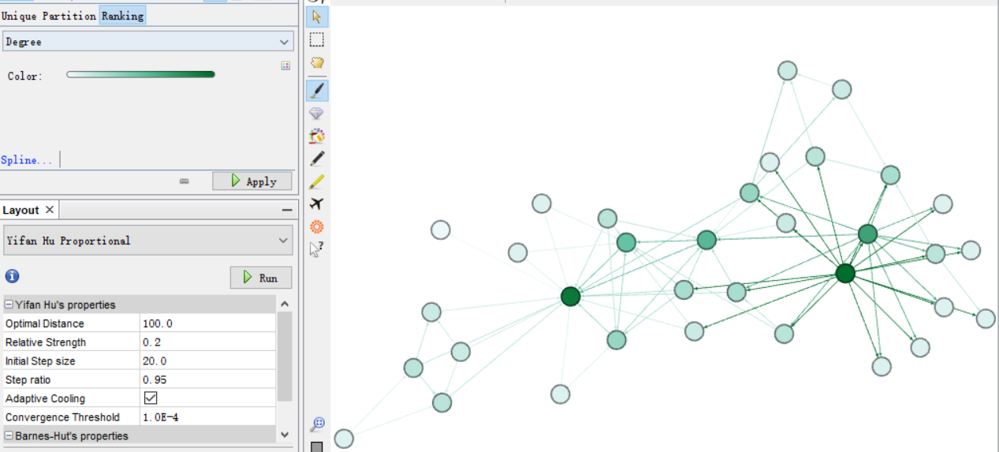 Unique Partition Ranking
Degree
Color:
Spline...
Apply
Layout
Yifan Hu Proportional
Run
Yifan Hu's properties
Optimal Distance 100.0
Relative Strength 0.2
Initial Step size 20.0
Step ratio 0.95
Adaptive Cooling
Convergence Threshold 1.0E-4
Barnes-Hut's properties